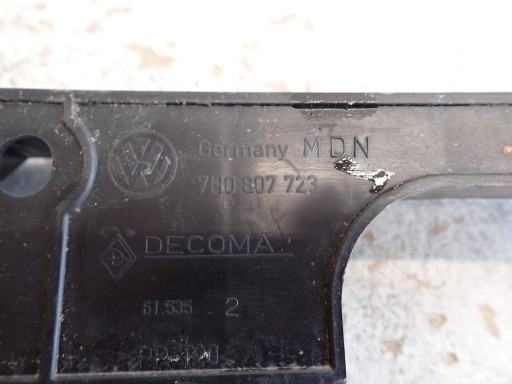 Germany MDN
7H0 807 723
DECOMA
61.535 2